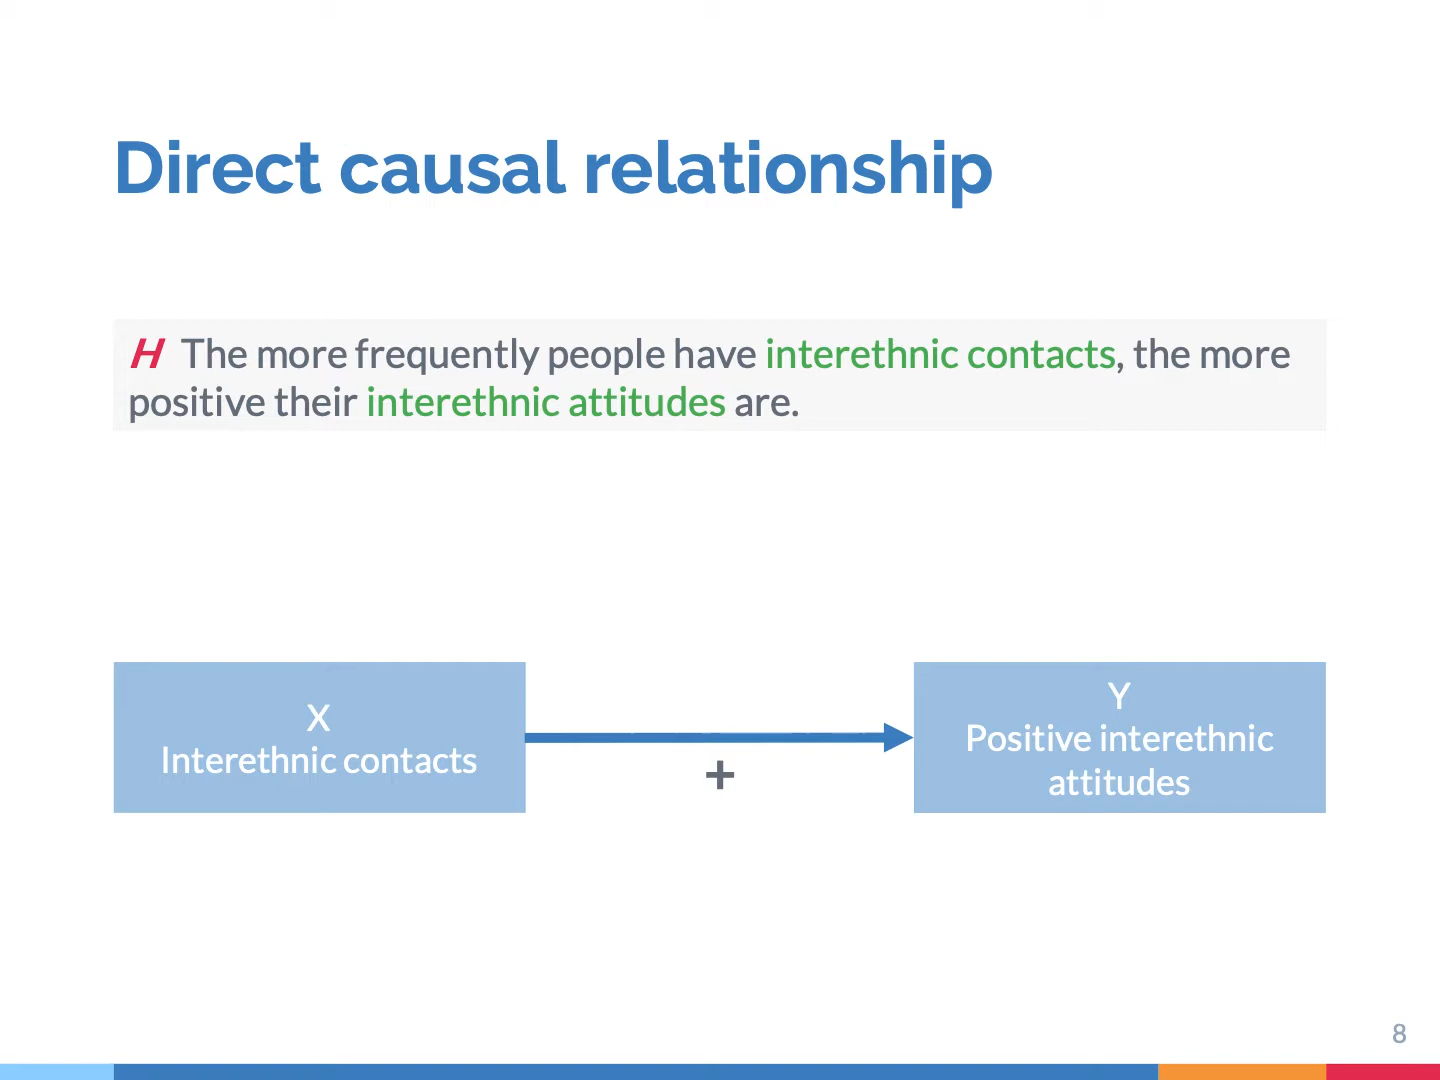 Direct causal relationship
H The more frequently people have interethnic contacts, the more
positive their interethnic attitudes are.
X
Interethnic contacts
+
Y
Positive interethnic
attitudes
8